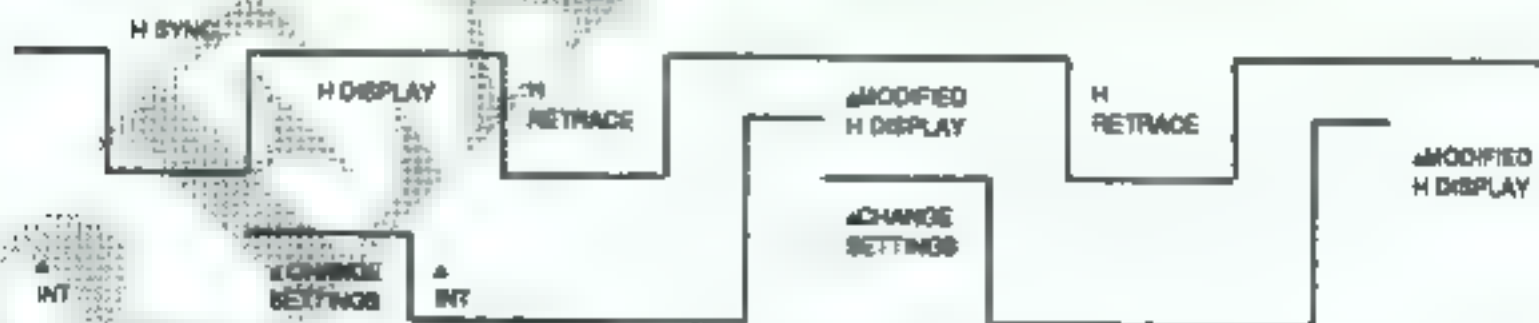 H SYNC
H DISPLAY
H
RETRACE
MODIFIED
H DISPLAY
H
RETRACE
MODIFIED
H DISPLAY
CHANGE
SETTINGS
INT
CHANGE
SETTINGS
INT